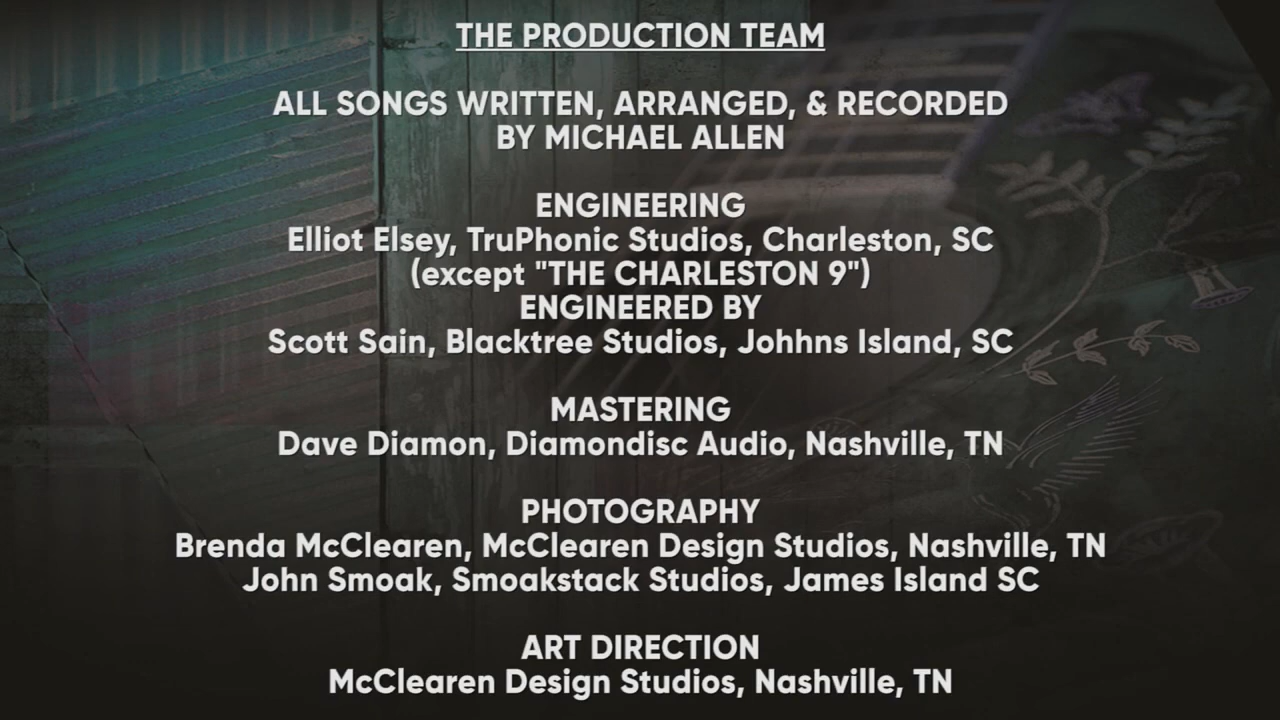 THE PRODUCTION TEAM
ALL SONGS WRITTEN, ARRANGED, & RECORDED
BY MICHAEL ALLEN
ENGINEERING
Elliot Elsey, TruPhonic Studios, Charleston, SC
(except "THE CHARLESTON 9")
ENGINEERED BY
Scott Sain, Blacktree Studios, Johhns Island, SC
MASTERING
Dave Diamon, Diamondisc Audio, Nashville, TN
PHOTOGRAPHY
Brenda McClearen, McClearen Design Studios, Nashville, TN
John Smoak, Smoakstack Studios, James Island SC
ART DIRECTION
McClearen Design Studios, Nashville, TN